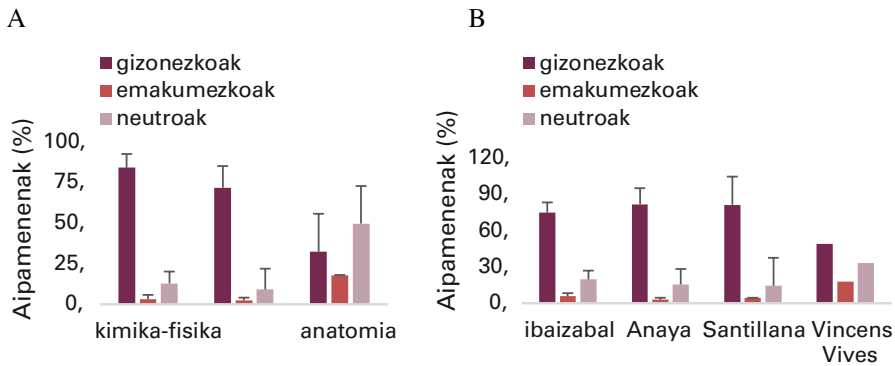 A
gizonezkoak
emakumezkoak
neutroak
Aipamenenak (%)
100,
75,
50,
25,
0,
kimika-fisika
anatomia
B
gizonezkoak
emakumezkoak
neutroak
Aipamenenak (%)
120,
90,
60,
30,
0,
ibaizabal
Anaya
Santillana
Vincens
Vives